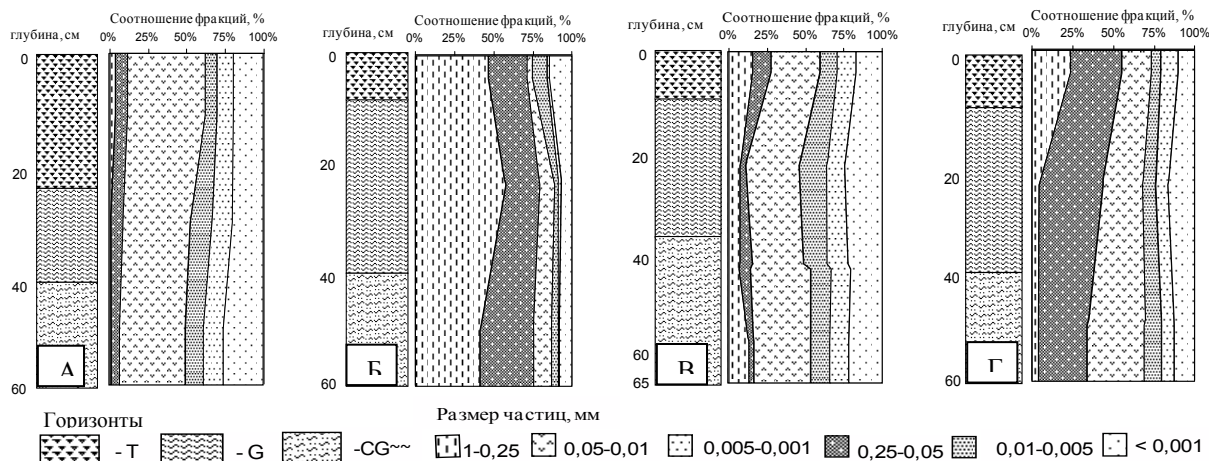 Соотношение фракций, %
глубина, см
0 25% 50% 75% 100%
0
20
40
60
А
Соотношение фракций, %
глубина, см
0 25% 50% 75% 100%
0
20
40
60
Б
Соотношение фракций, %
глубина, см
0 25% 50% 75% 100%
0
20
40
60
65
В
Соотношение фракций, %
глубина, см
0 25% 50% 75% 100%
0
20
40
60
Г
Горизонты
- T - G -CG~~
Размер частиц, мм
1-0,25 0,05-0,01 0,005-0,001 0,25-0,05 0,01-0,005 < 0,001